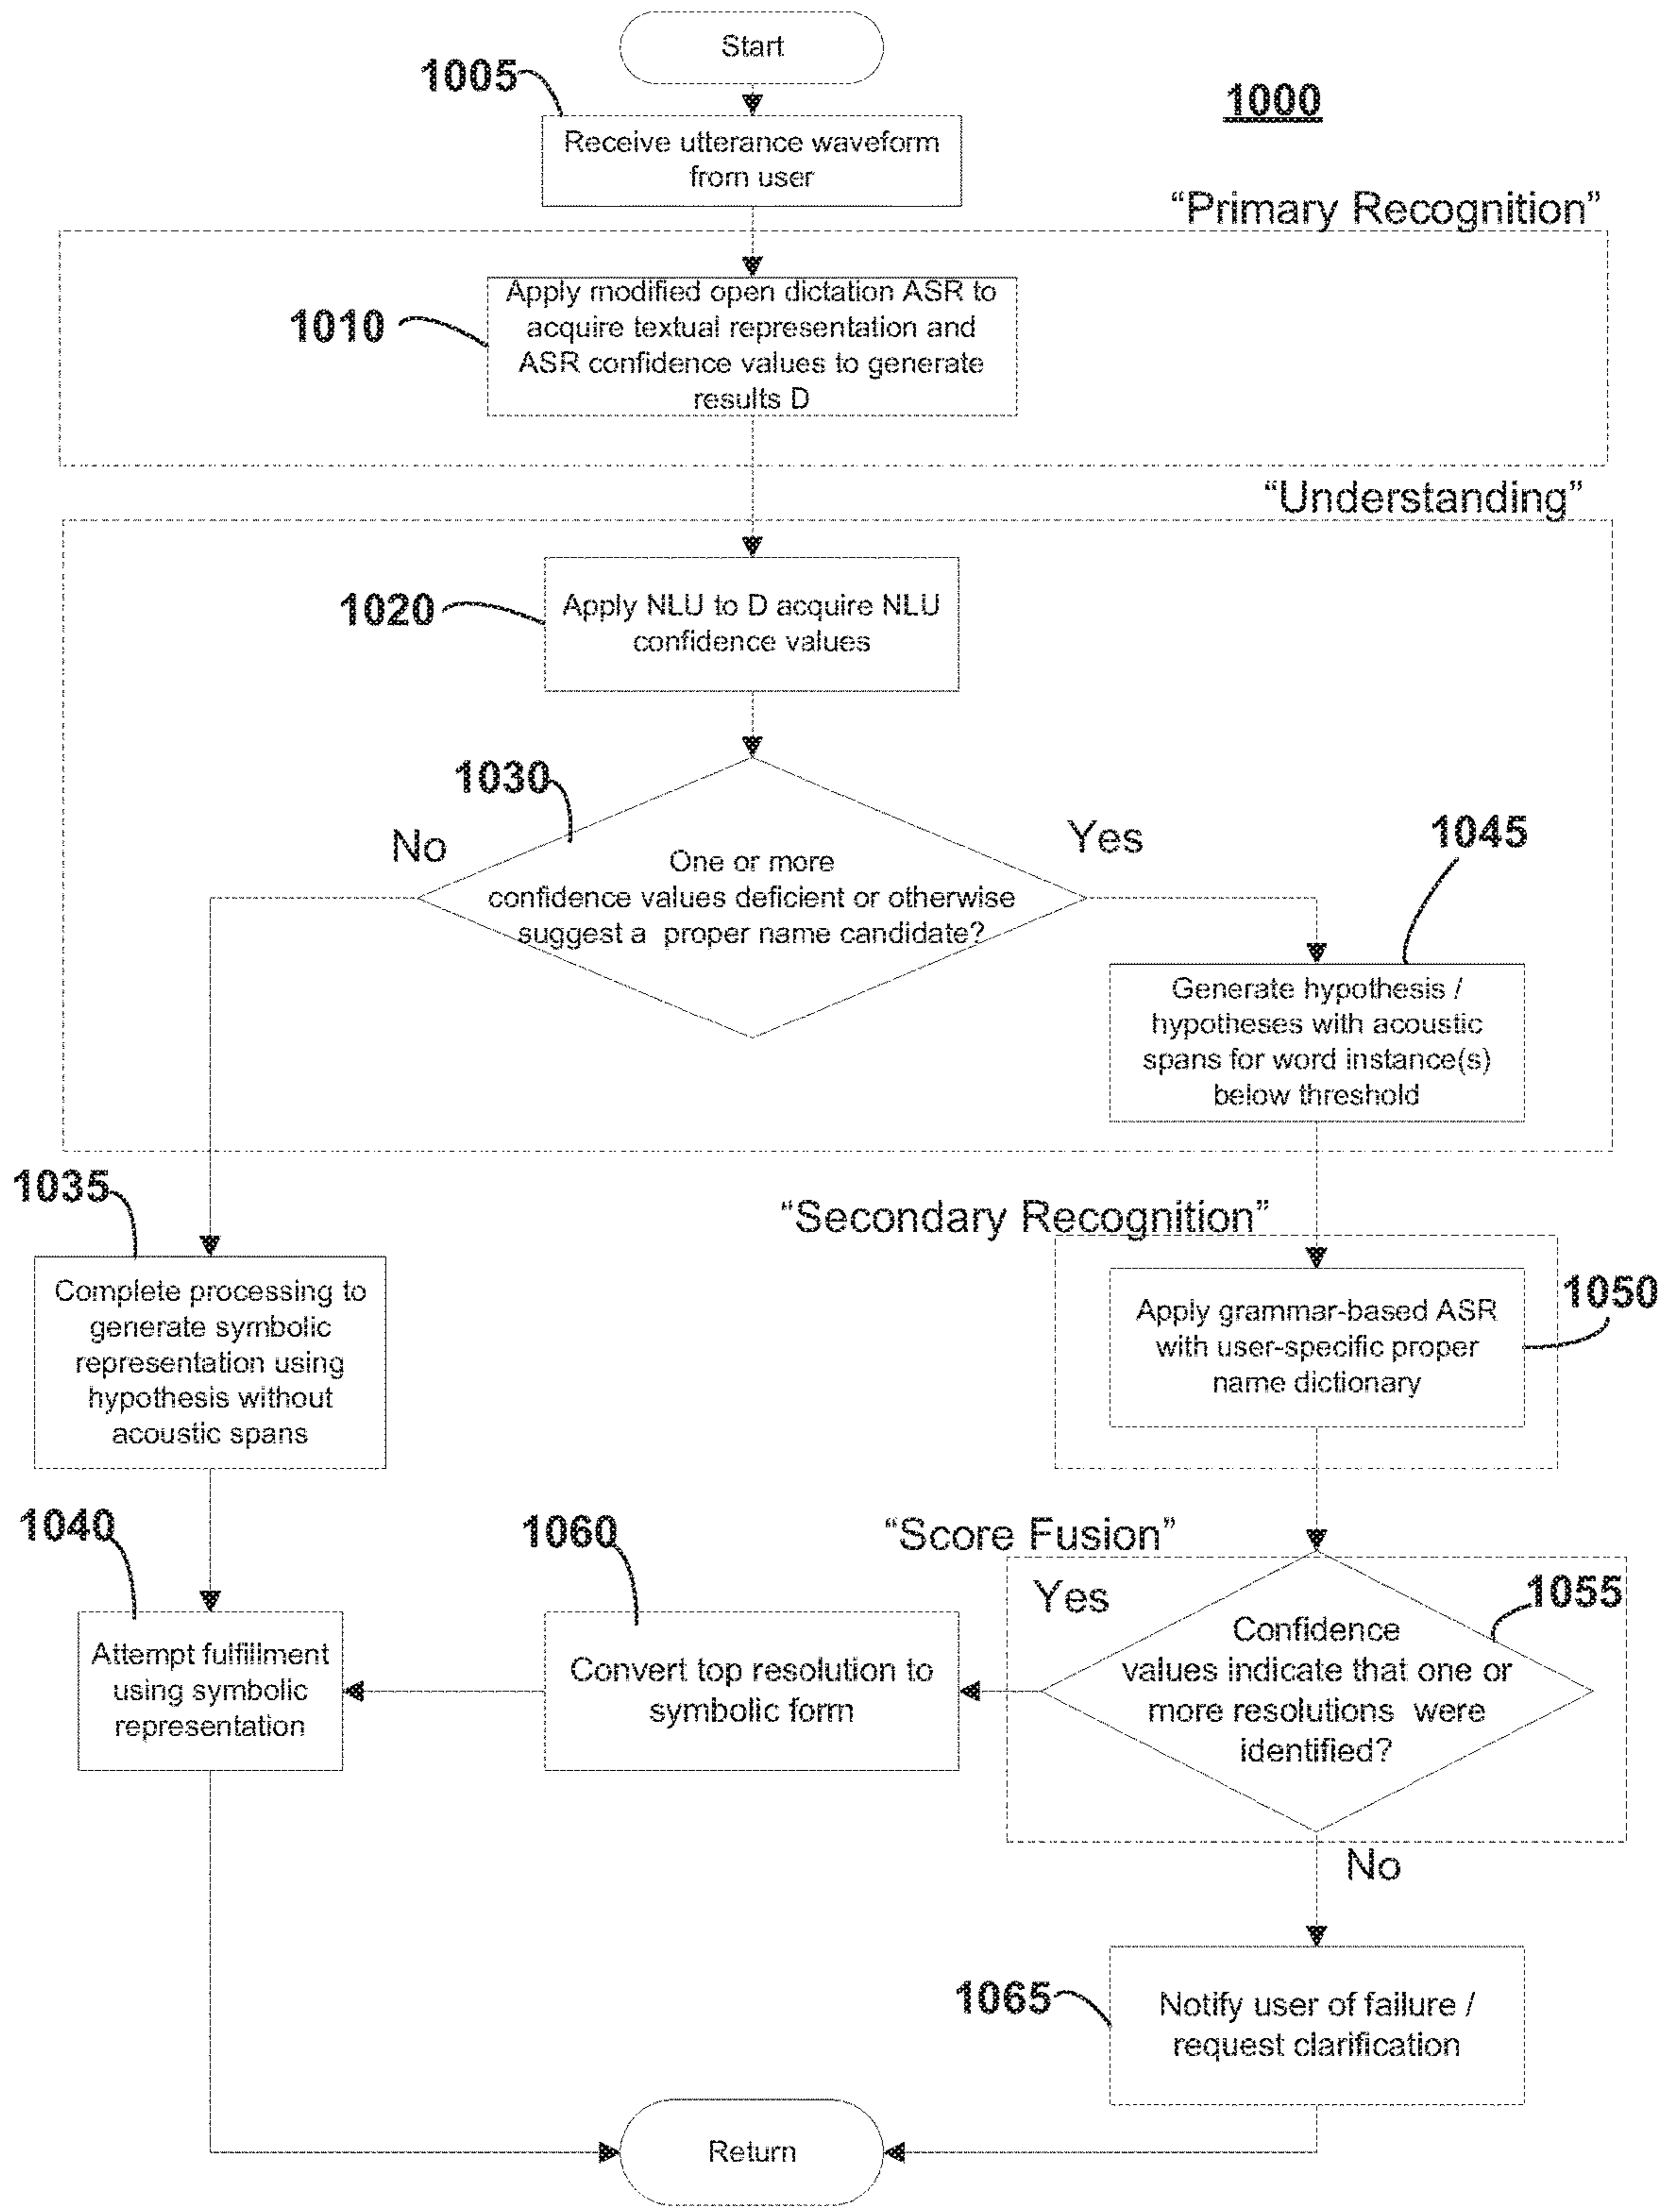 Start
1005
1000
Receive utterance waveform
from user
“Primary Recognition”
1010
Apply modified open dictation ASR to
acquire textual representation and
ASR confidence values to generate
results D
“Understanding”
1020
Apply NLU to D acquire NLU
confidence values
1030
No
Yes
1045
One or more
confidence values deficient or otherwise
suggest a proper name candidate?
Generate hypothesis /
hypotheses with acoustic
spans for word instance(s)
below threshold
1035
“Secondary Recognition”
Complete processing to
generate symbolic
representation using
hypothesis without
acoustic spans
1050
Apply grammar-based ASR
with user-specific proper
name dictionary
1040
1060
“Score Fusion”
Yes
1055
Attempt fulfillment
using symbolic
representation
Convert top resolution to
symbolic form
Confidence
values indicate that one or
more resolutions were
identified?
No
1065
Notify user of failure /
request clarification
Return